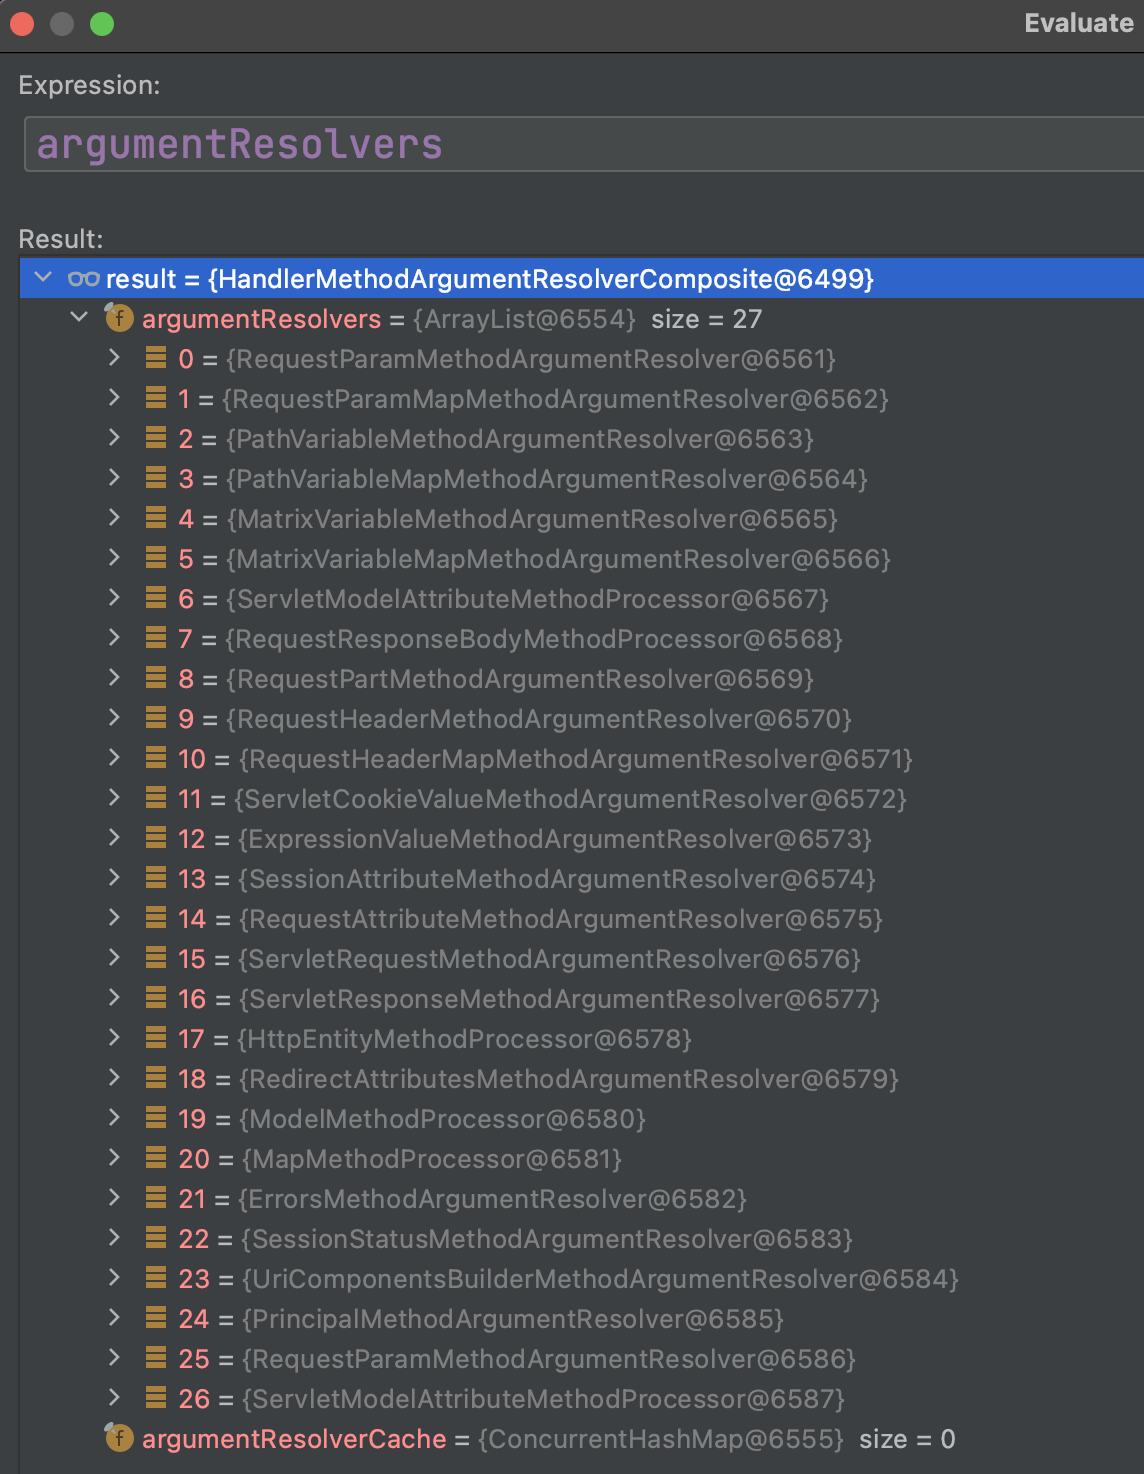 Evaluate
Expression:
argumentResolvers
Result:
result = {HandlerMethodArgumentResolverComposite@6499}
f argumentResolvers = {ArrayList@6554} size = 27
0 = {RequestParamMethodArgumentResolver@6561}
1 = {RequestParamMapMethodArgumentResolver@6562}
2 = {PathVariableMethodArgumentResolver@6563}
3 = {PathVariableMapMethodArgumentResolver@6564}
4 = {MatrixVariableMethodArgumentResolver@6565}
5 = {MatrixVariableMapMethodArgumentResolver@6566}
6 = {ServletModelAttributeMethodProcessor@6567}
7 = {RequestResponseBodyMethodProcessor@6568}
8 = {RequestPartMethodArgumentResolver@6569}
9 = {RequestHeaderMethodArgumentResolver@6570}
10 = {RequestHeaderMapMethodArgumentResolver@6571}
11 = {ServletCookieValueMethodArgumentResolver@6572}
12 = {ExpressionValueMethodArgumentResolver@6573}
13 = {SessionAttributeMethodArgumentResolver@6574}
14 = {RequestAttributeMethodArgumentResolver@6575}
15 = {ServletRequestMethodArgumentResolver@6576}
16 = {ServletResponseMethodArgumentResolver@6577}
17 = {HttpEntityMethodProcessor@6578}
18 = {RedirectAttributesMethodArgumentResolver@6579}
19 = {ModelMethodProcessor@6580}
20 = {MapMethodProcessor@6581}
21 = {ErrorsMethodArgumentResolver@6582}
22 = {SessionStatusMethodArgumentResolver@6583}
23 = {UriComponentsBuilderMethodArgumentResolver@6584}
24 = {PrincipalMethodArgumentResolver@6585}
25 = {RequestParamMethodArgumentResolver@6586}
26 = {ServletModelAttributeMethodProcessor@6587}
f argumentResolverCache = {ConcurrentHashMap@6555} size = 0